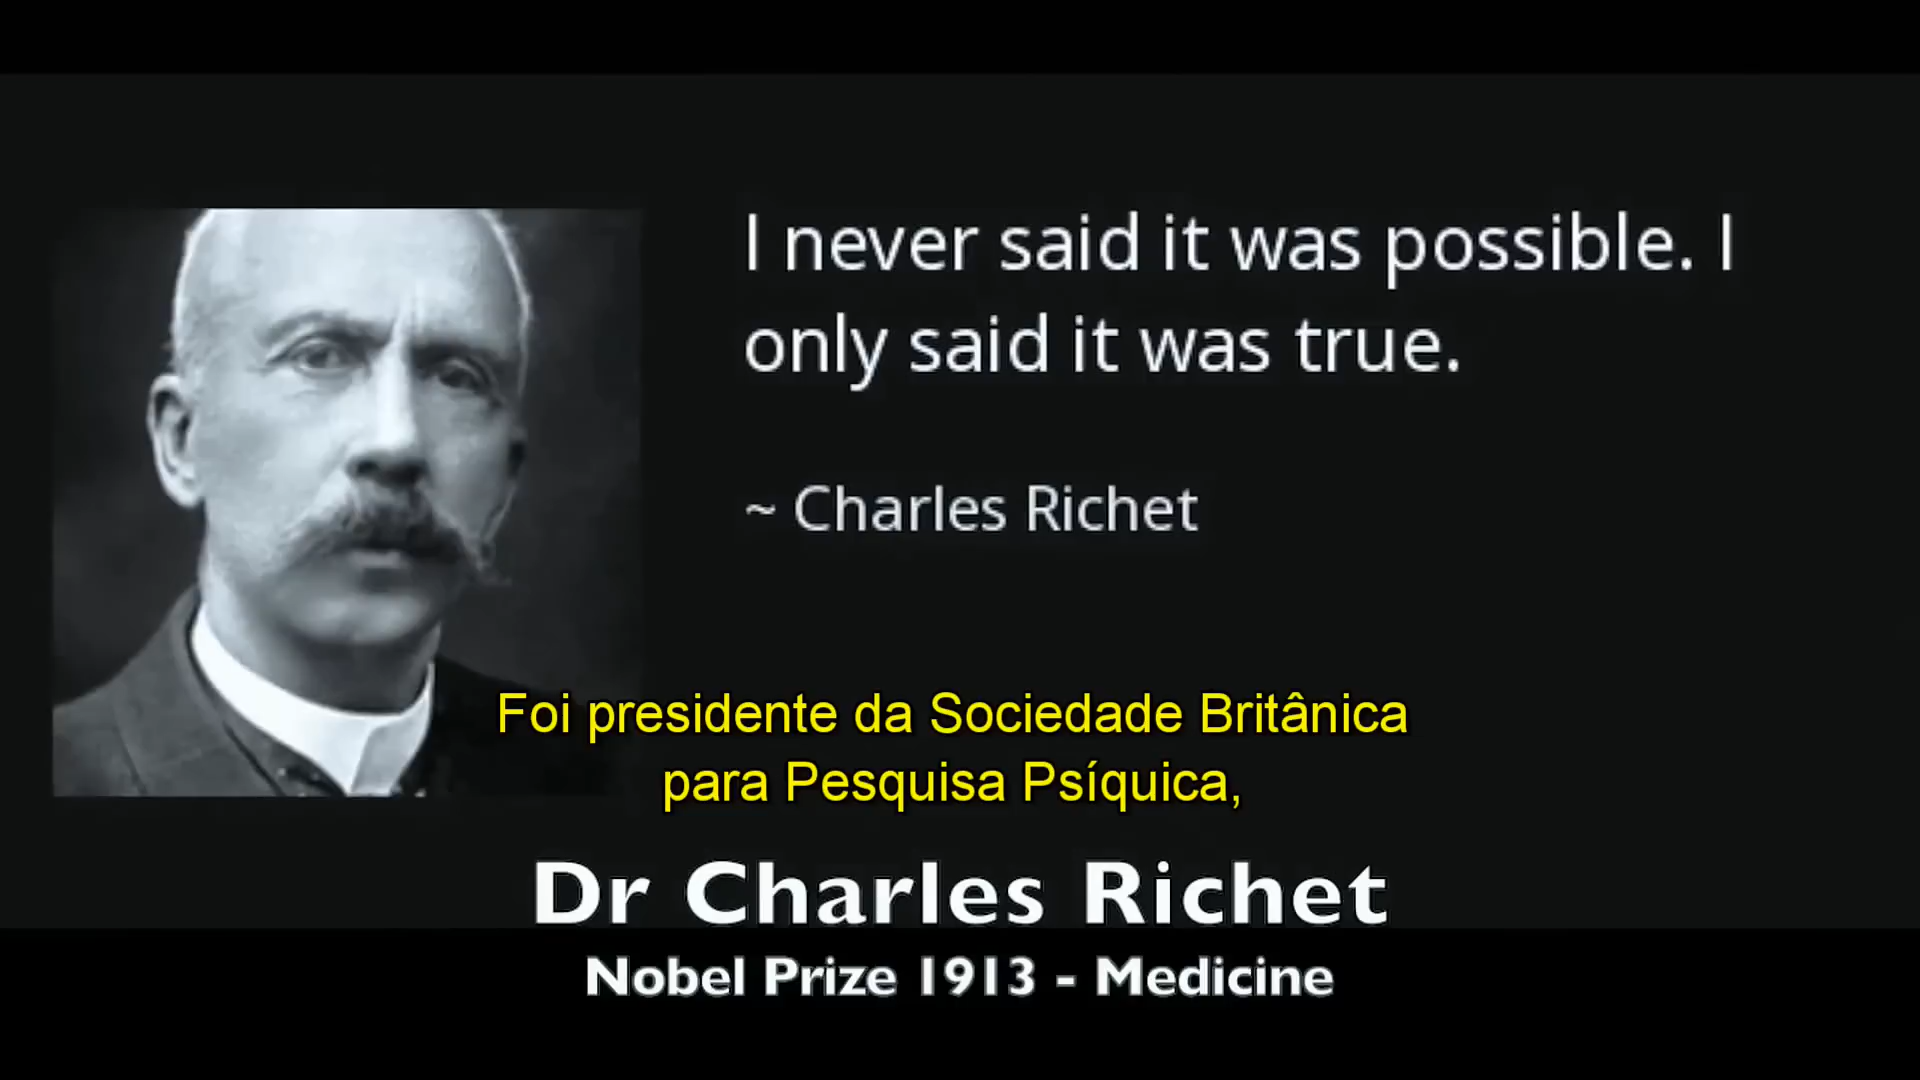 I never said it was possible. I
only said it was true.
~ Charles Richet
Foi presidente da Sociedade Britânica
para Pesquisa Psíquica,
Dr Charles Richet
Nobel Prize 1913 - Medicine